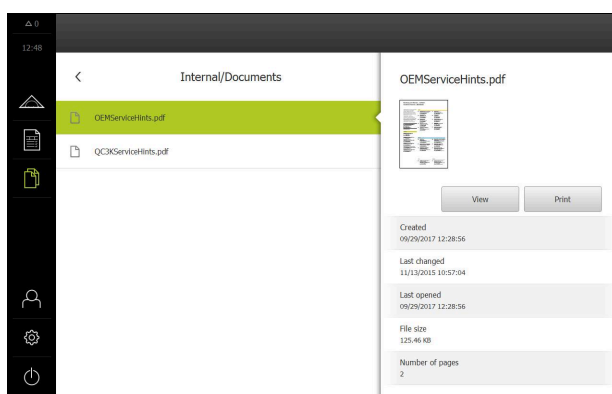 0
12:48
Internal/Documents
OEMServiceHints.pdf
QC3KServiceHints.pdf
OEMServiceHints.pdf
View
Print
Created
09/29/2017 12:28:56
Last changed
11/13/2015 10:57:04
Last opened
09/29/2017 12:28:56
File size
125.46 KB
Number of pages
2